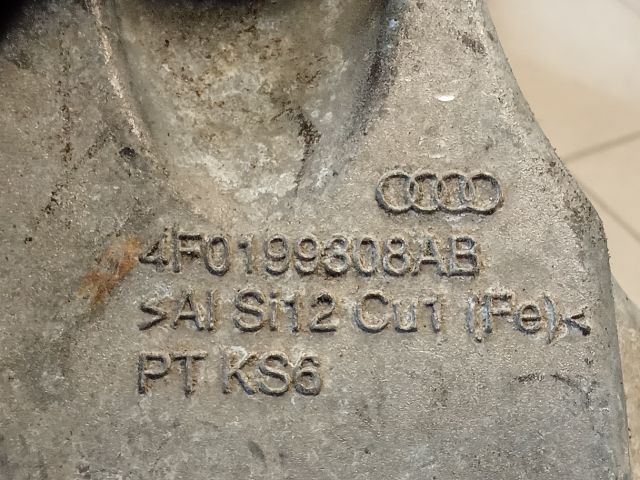 4F0199308AB
>Al Si12 Cu1 (Fe)<
PT KS6